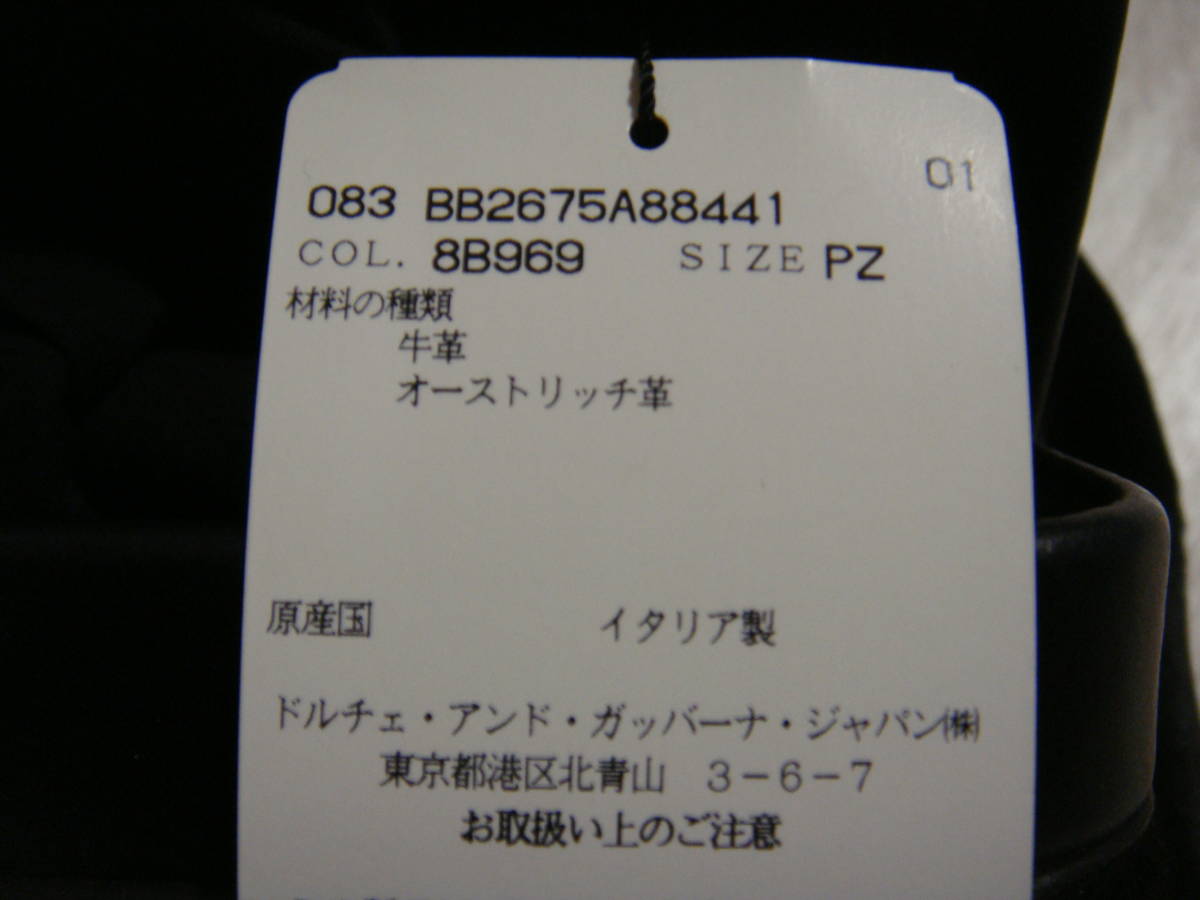 01
083 BB2675A88441
COL. 8B969 SIZE PZ
材料の種類
牛革
オーストリッチ革
原産国 イタリア製
ドルチェ・アンド・ガッバーナ・ジャパン㈱
東京都港区北青山 3-6-7
お取扱い上のご注意